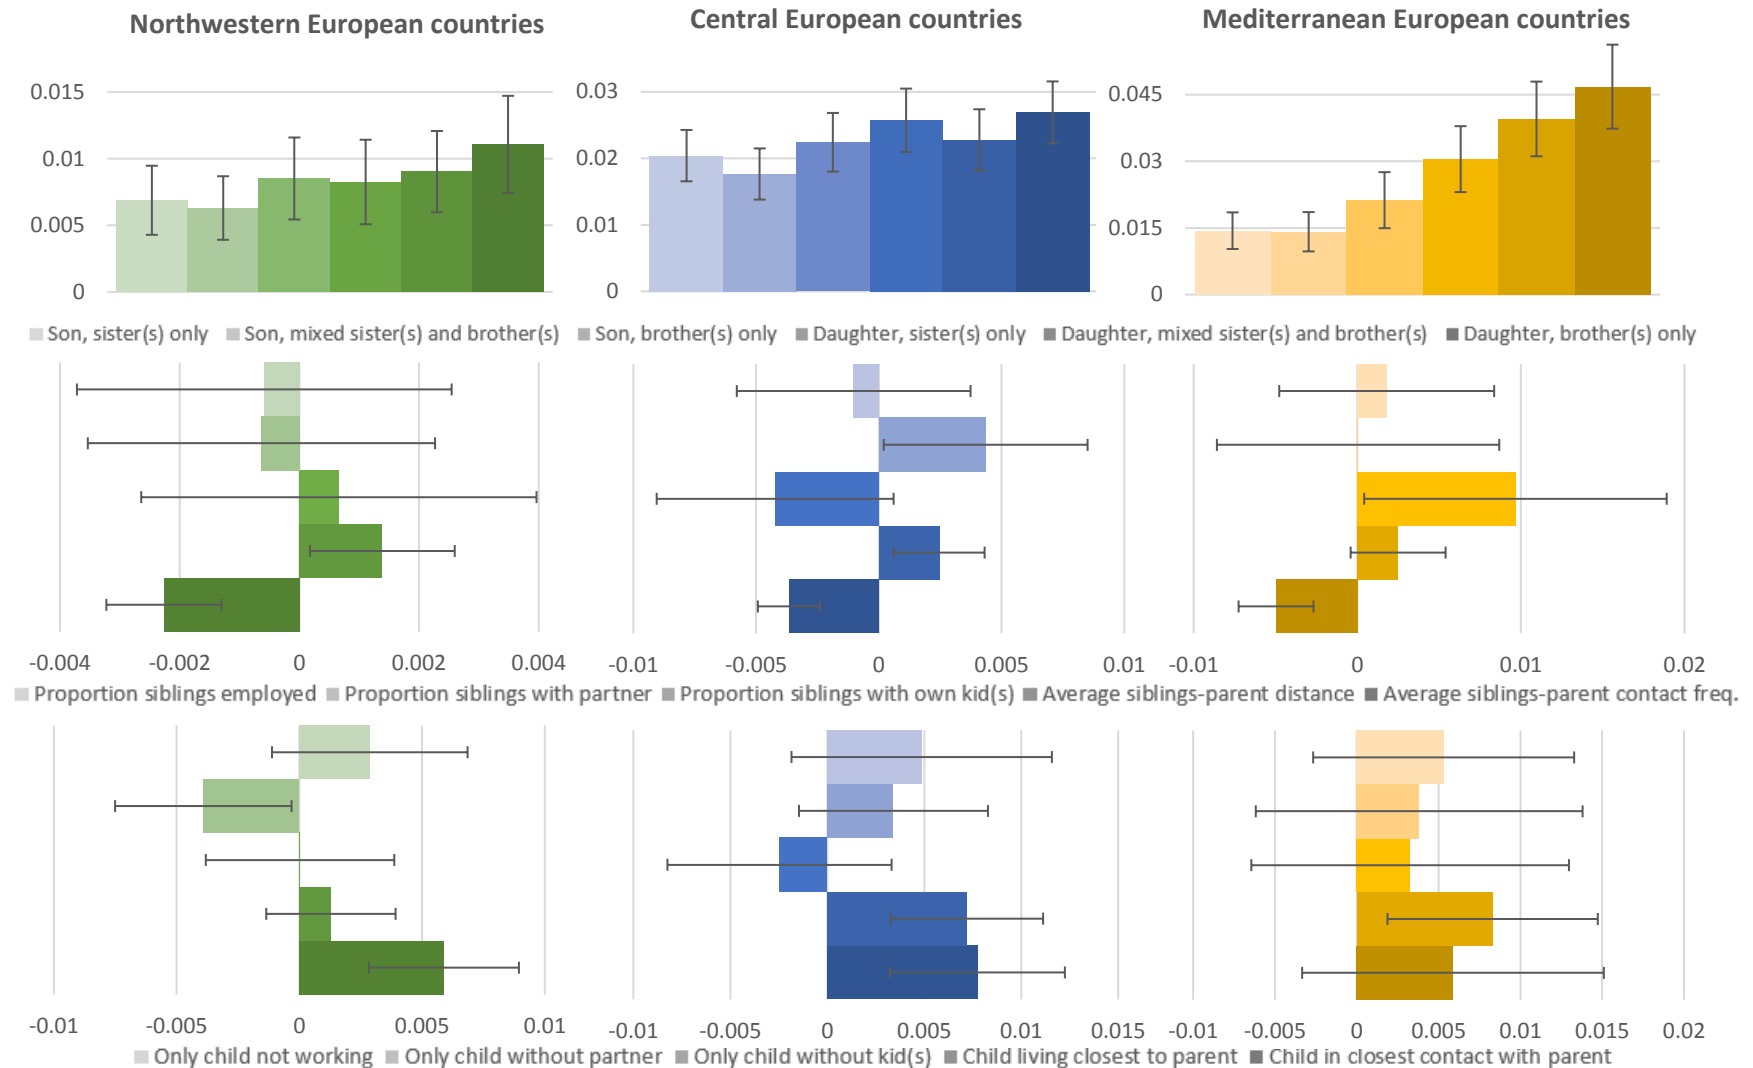 Northwestern European countries
Central European countries
Mediterranean European countries
0.015
0.01
0.005
0
0.03
0.02
0.01
0
0.045
0.03
0.015
0
Son, sister(s) only
Son, mixed sister(s) and brother(s)
Son, brother(s) only
Daughter, sister(s) only
Daughter, mixed sister(s) and brother(s)
Daughter, brother(s) only
-0.004 -0.002 0 0.002 0.004
-0.01 -0.005 0 0.005 0.01
-0.01 0 0.01 0.02
Proportion siblings employed
Proportion siblings with partner
Proportion siblings with own kid(s)
Average siblings-parent distance
Average siblings-parent contact freq.
-0.01 -0.005 0 0.005 0.01
-0.01 -0.005 0 0.005 0.01 0.015
-0.01 -0.005 0 0.005 0.01 0.015 0.02
Only child not working
Only child without partner
Only child without kid(s)
Child living closest to parent
Child in closest contact with parent